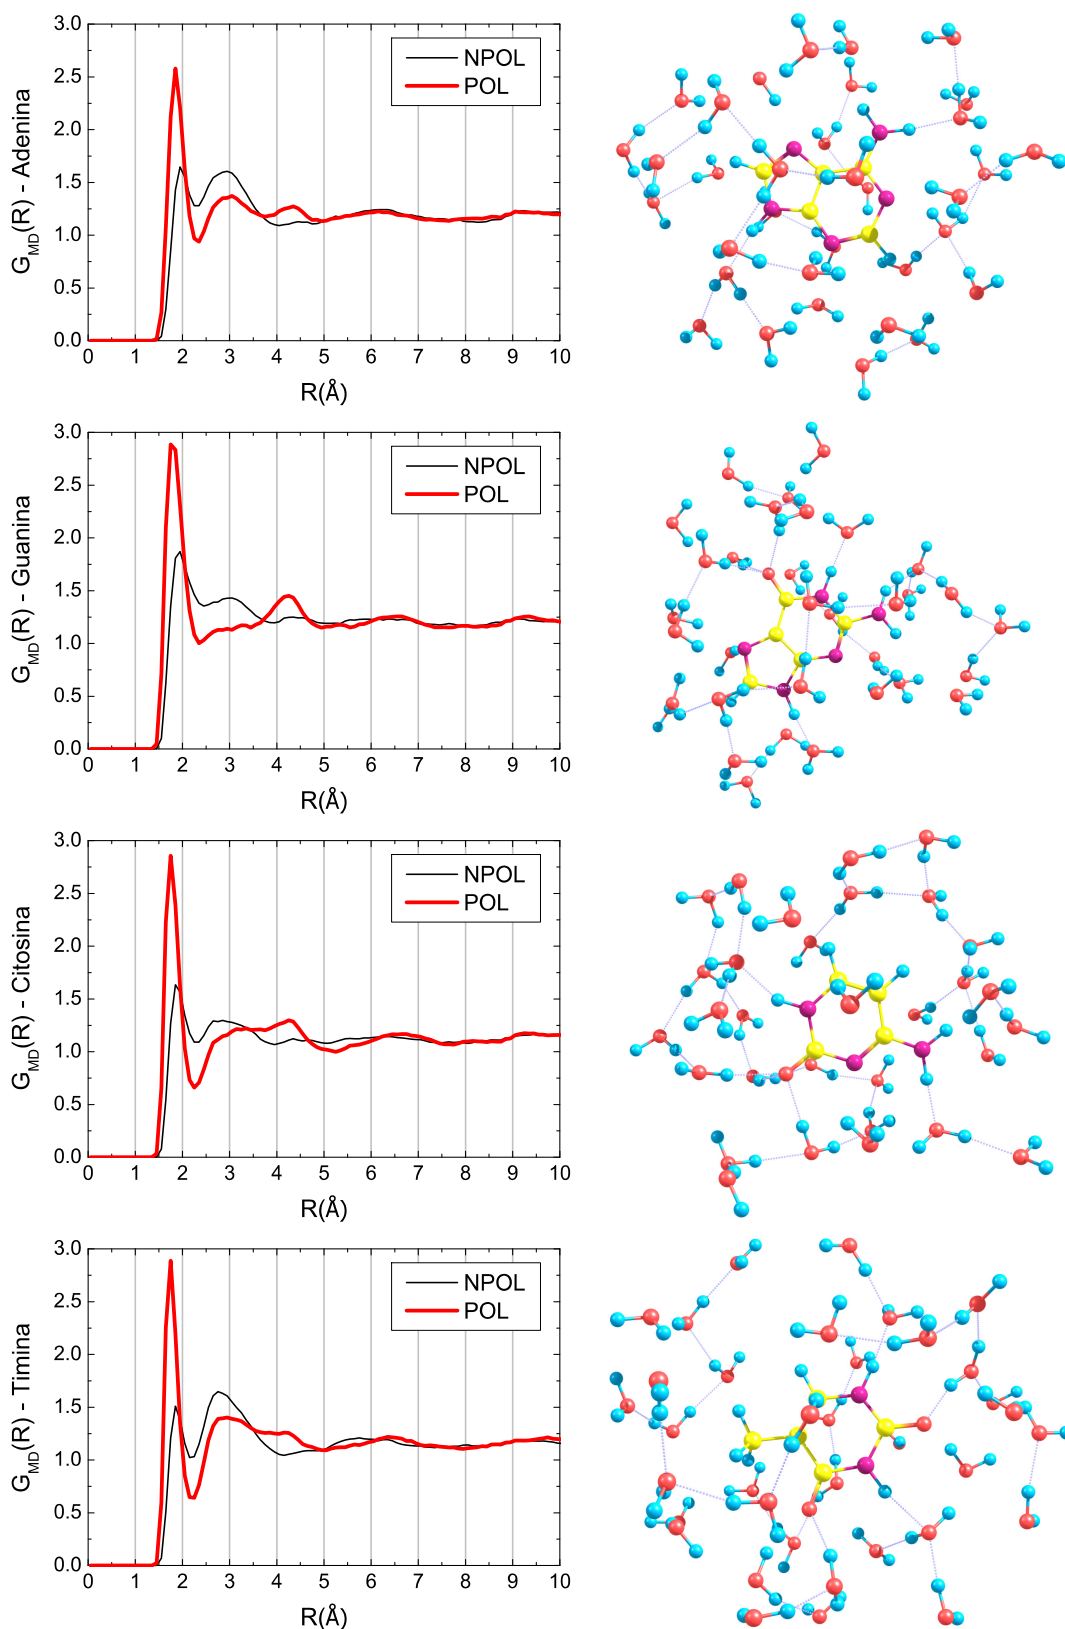 G_MD(R) - Adenina
3.0
2.5
2.0
1.5
1.0
0.5
0.0
NPOL
POL
0 1 2 3 4 5 6 7 8 9 10
R(Å)
G_MD(R) - Guanina
3.0
2.5
2.0
1.5
1.0
0.5
0.0
NPOL
POL
0 1 2 3 4 5 6 7 8 9 10
R(Å)
G_MD(R) - Citosina
3.0
2.5
2.0
1.5
1.0
0.5
0.0
NPOL
POL
0 1 2 3 4 5 6 7 8 9 10
R(Å)
G_MD(R) - Timina
3.0
2.5
2.0
1.5
1.0
0.5
0.0
NPOL
POL
0 1 2 3 4 5 6 7 8 9 10
R(Å)